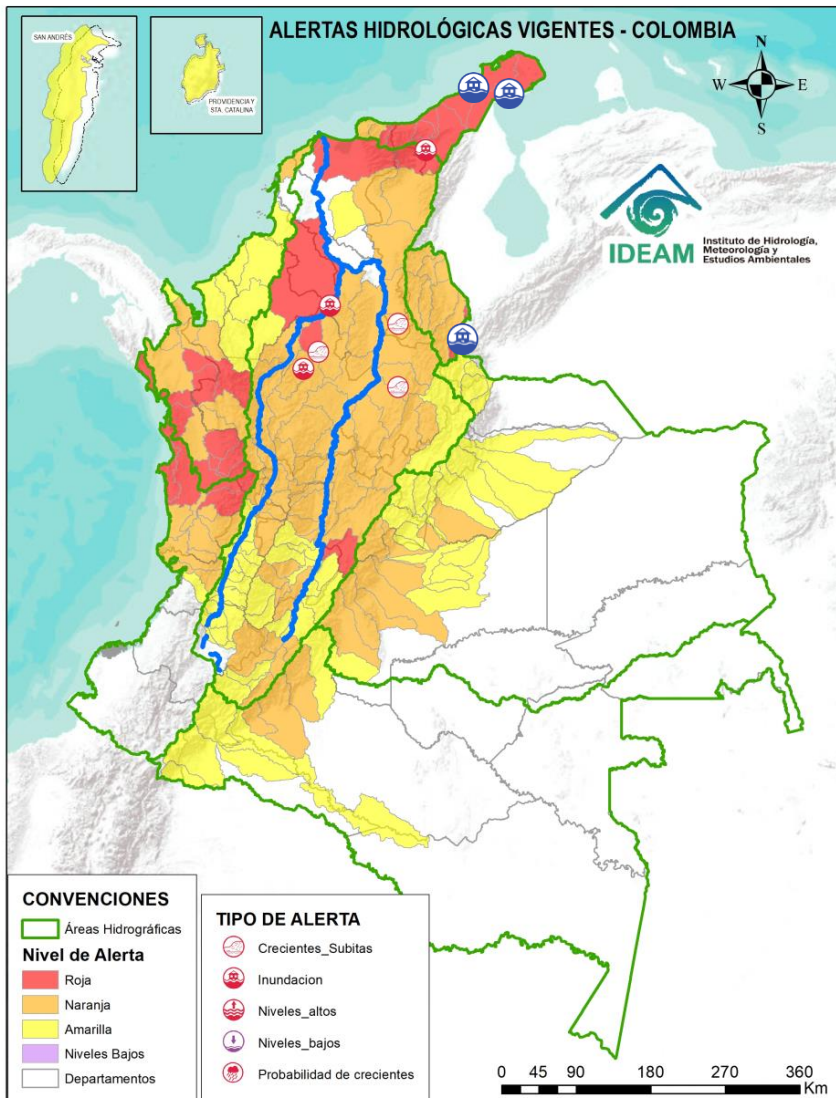 ALERTAS HIDROLÓGICAS VIGENTES - COLOMBIA
SAN ANDRÉS
PROVIDENCIA Y
STA. CATALINA
N
W
E
S
IDEAM
Instituto de Hidrología,
Meteorología y
Estudios Ambientales
CONVENCIONES
Áreas Hidrográficas
Nivel de Alerta
Roja
Naranja
Amarilla
Niveles Bajos
Departamentos
TIPO DE ALERTA
Crecientes_Subitas
Inundacion
Niveles_altos
Niveles_bajos
Probabilidad de crecientes
0 45 90 180 270 360
Km